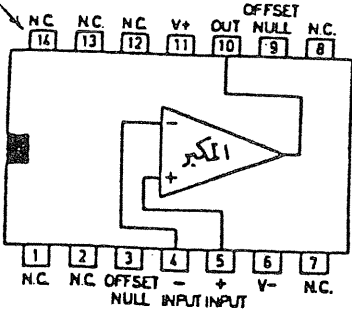 OFFSET
N.C. N.C. N.C. V+ OUT NULL N.C.
14 13 12 11 10 9 8
−
المكبر
+
1 2 3 4 5 6 7
N.C. N.C. OFFSET − + V− N.C.
NULL INPUT INPUT